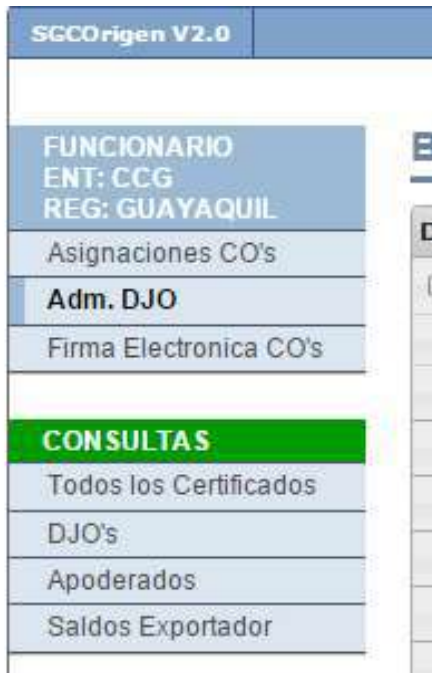 SGCOrigen V2.0
FUNCIONARIO
ENT: CCG
REG: GUAYAQUIL
Asignaciones CO's
Adm. DJO
Firma Electronica CO's
CONSULTAS
Todos los Certificados
DJO's
Apoderados
Saldos Exportador